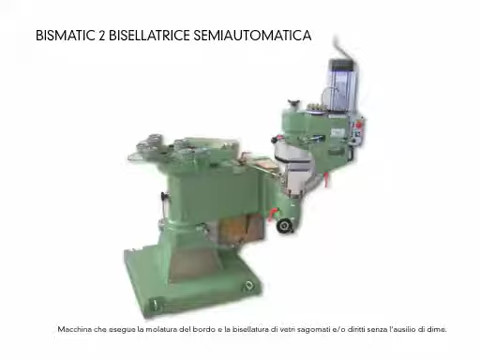 BISMATIC 2 BISELLATRICE SEMIAUTOMATICA
Macchina che esegue la molatura del bordo e la bisellatura di vetri sagomati e/o diritti senza l'ausilio di dime.